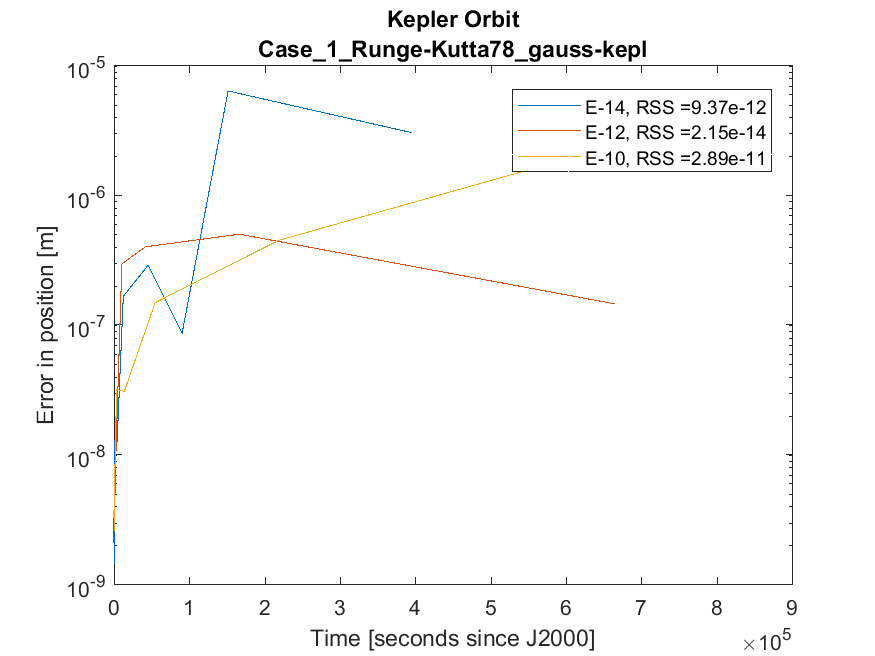 Kepler Orbit
Case_1_Runge-Kutta78_gauss-kepl
10^-5
10^-6
10^-7
10^-8
10^-9
Error in position [m]
E-14, RSS =9.37e-12
E-12, RSS =2.15e-14
E-10, RSS =2.89e-11
0 1 2 3 4 5 6 7 8 9
Time [seconds since J2000]
×10^5